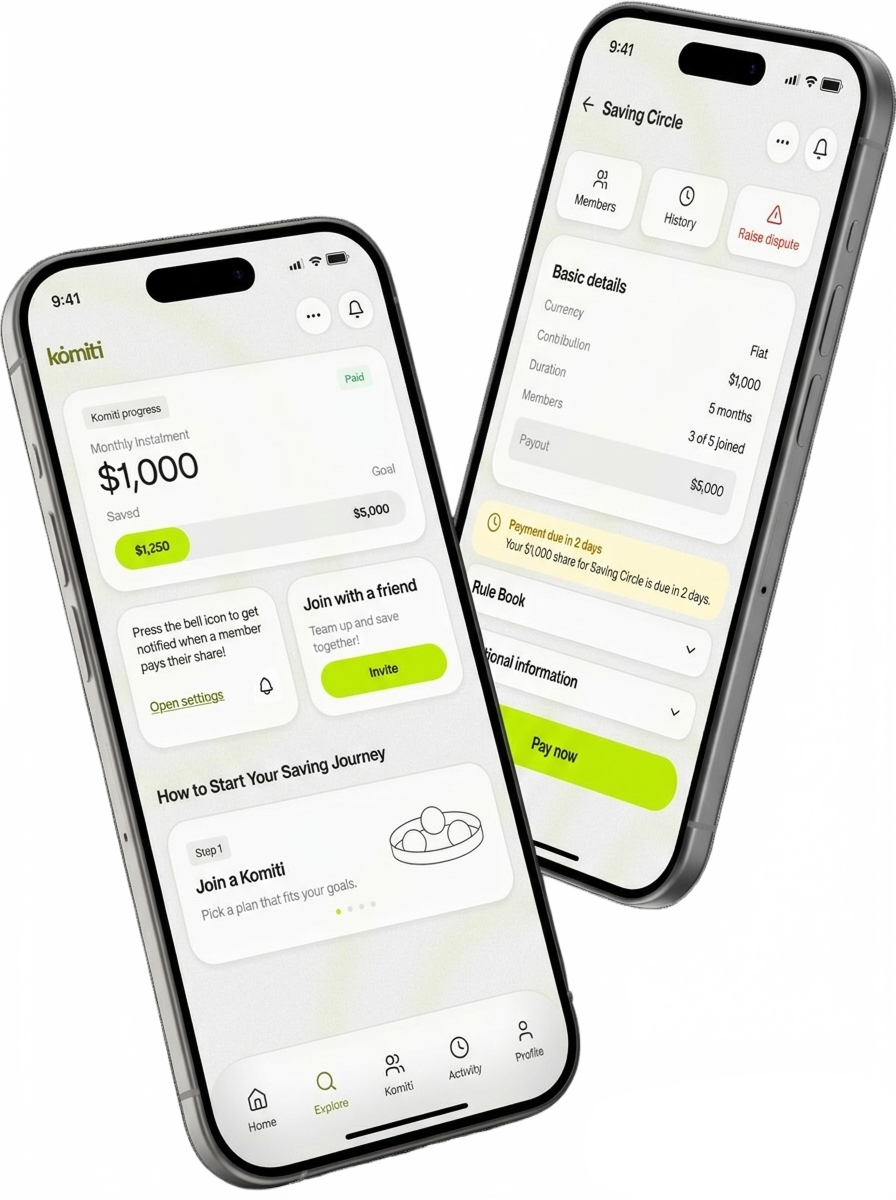 9:41
komiti
Komiti progress
Paid
Monthly Instalment
$1,000
Saved
Goal
$1,250
$5,000
Press the bell icon to get
notified when a member
pays their share!
Open settings
Join with a friend
Team up and save
together!
Invite
How to Start Your Saving Journey
Step 1
Join a Komiti
Pick a plan that fits your goals.
Home
Explore
Komiti
Activity
Profile
9:41
Saving Circle
Members
History
Raise dispute
Basic details
Currency
Fiat
Contribution
$1,000
Duration
5 months
Members
3 of 5 joined
Payout
$5,000
Payment due in 2 days
Your $1,000 share for Saving Circle is due in 2 days.
Rule Book
tional information
Pay now